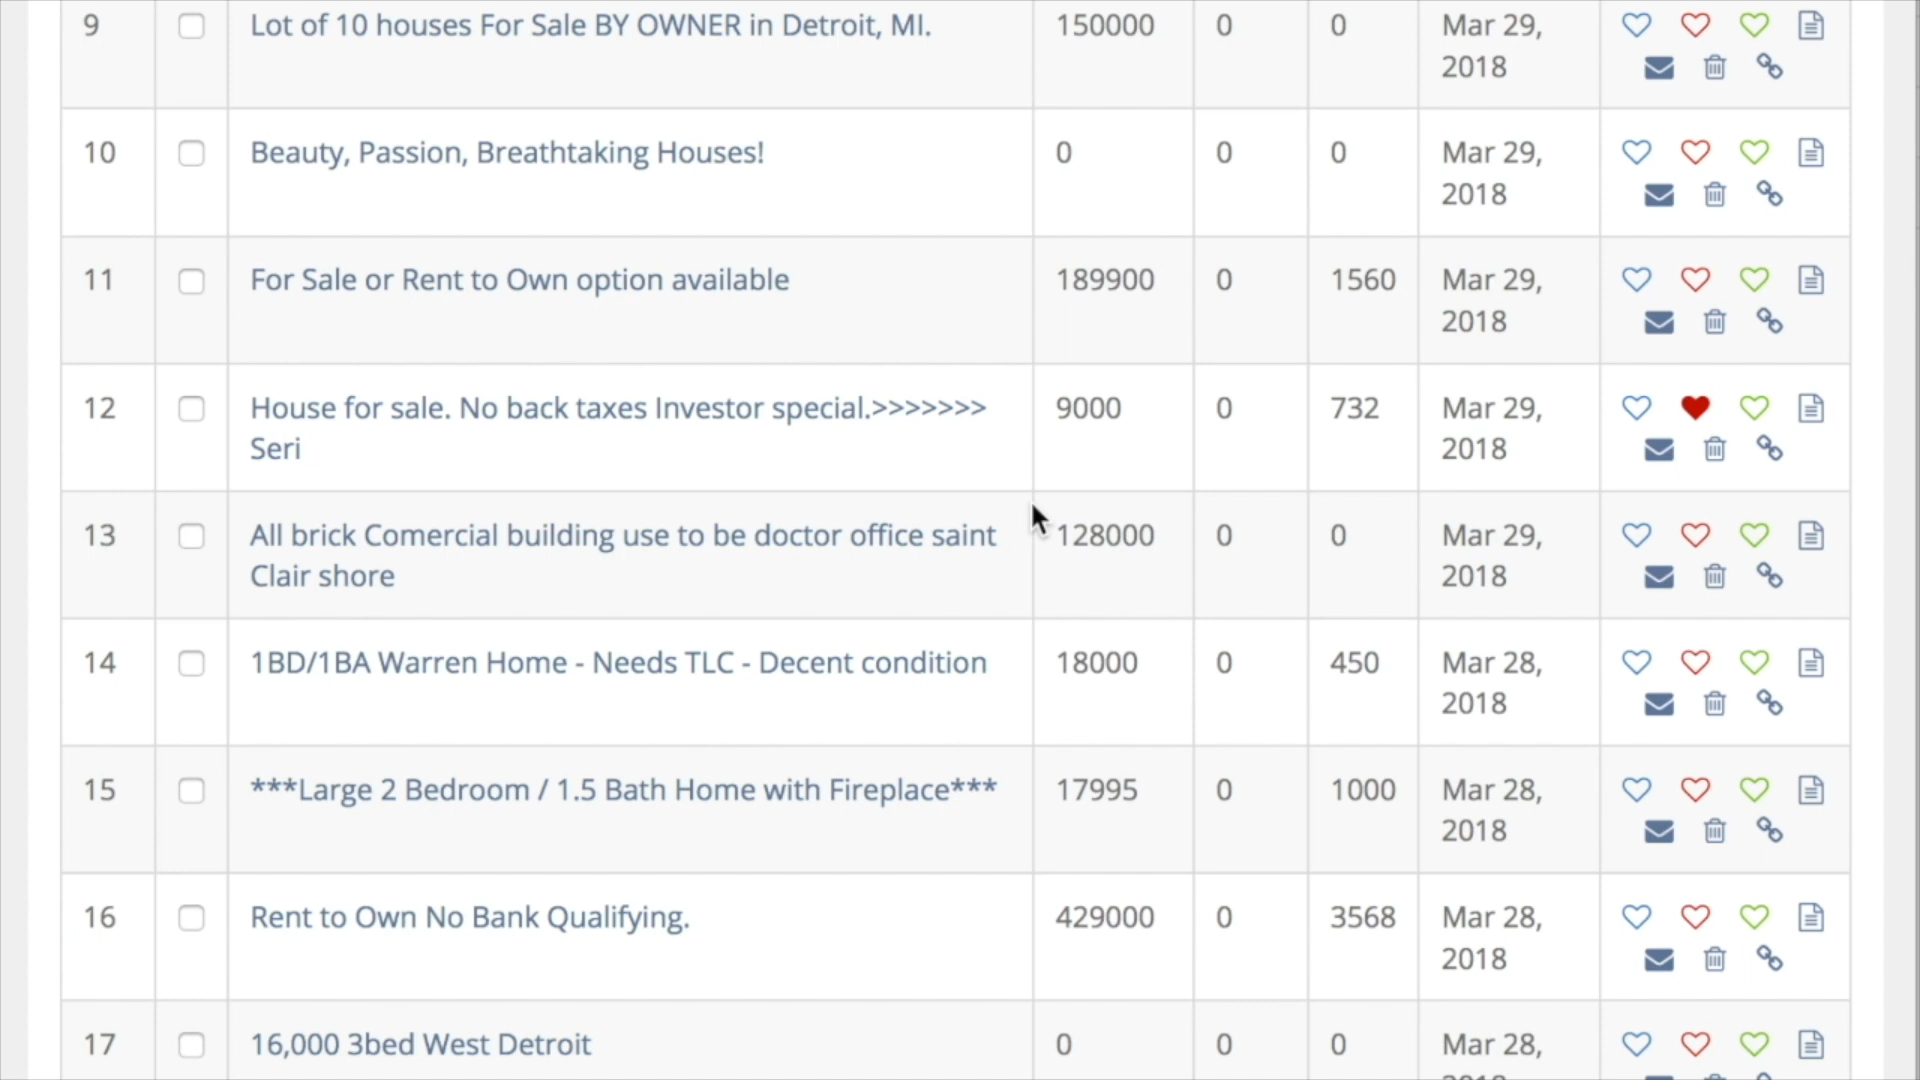 9 Lot of 10 houses For Sale BY OWNER in Detroit, MI. 150000 0 0 Mar 29,
2018
10 Beauty, Passion, Breathtaking Houses! 0 0 0 Mar 29,
2018
11 For Sale or Rent to Own option available 189900 0 1560 Mar 29,
2018
12 House for sale. No back taxes Investor special.>>>>>>> 9000 0 732 Mar 29,
Seri 2018
13 All brick Comercial building use to be doctor office saint 128000 0 0 Mar 29,
Clair shore 2018
14 1BD/1BA Warren Home - Needs TLC - Decent condition 18000 0 450 Mar 28,
2018
15 ***Large 2 Bedroom / 1.5 Bath Home with Fireplace*** 17995 0 1000 Mar 28,
2018
16 Rent to Own No Bank Qualifying. 429000 0 3568 Mar 28,
2018
17 16,000 3bed West Detroit 0 0 0 Mar 28,